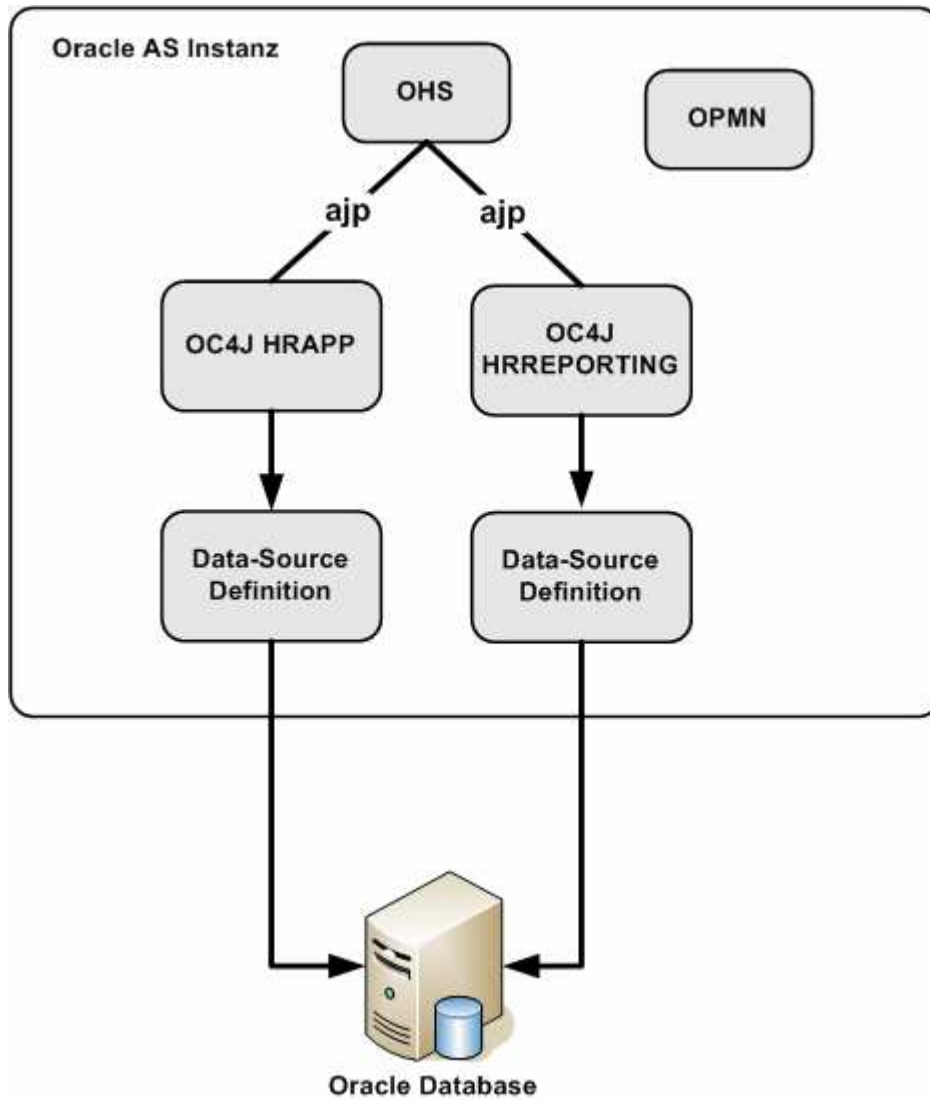 Oracle AS Instanz
OHS
OPMN
ajp
ajp
OC4J HRAPP
OC4J
HRREPORTING
Data-Source
Definition
Data-Source
Definition
Oracle Database